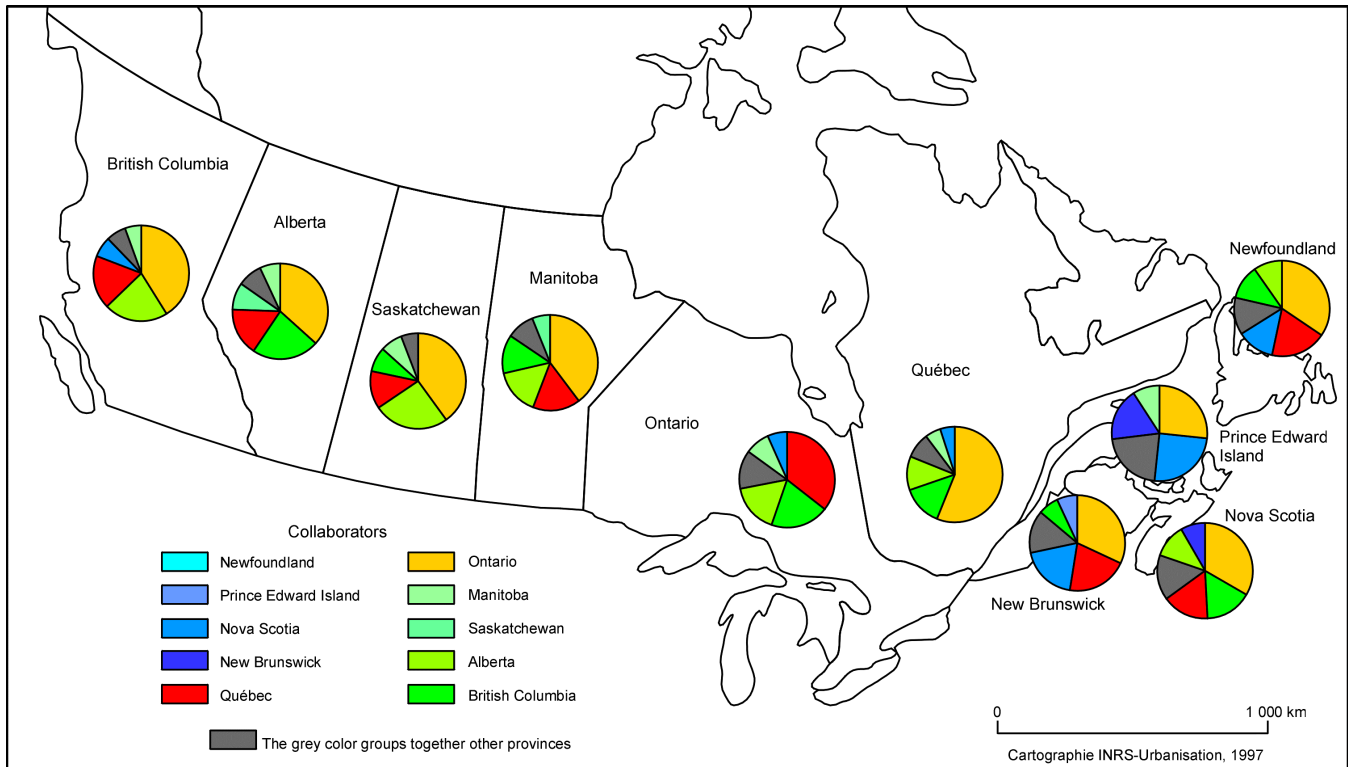 British Columbia
Alberta
Saskatchewan
Manitoba
Ontario
Québec
Newfoundland
Prince Edward
Island
Nova Scotia
New Brunswick
Collaborators
Newfoundland
Prince Edward Island
Nova Scotia
New Brunswick
Québec
Ontario
Manitoba
Saskatchewan
Alberta
British Columbia
The grey color groups together other provinces
0 1 000 km
Cartographie INRS-Urbanisation, 1997